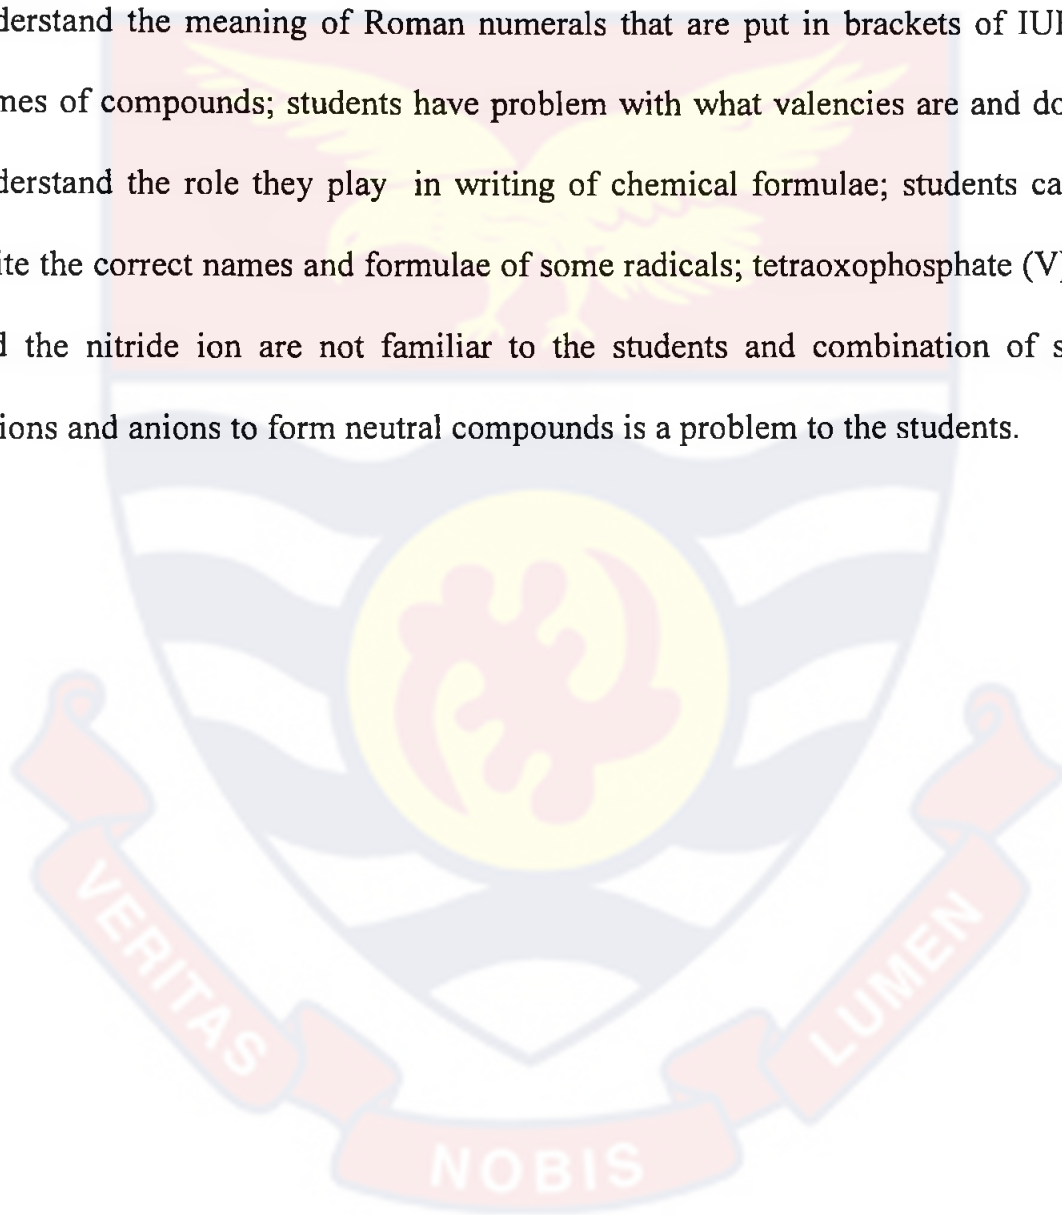 derstand the meaning of Roman numerals that are put in brackets of IUI
nes of compounds; students have problem with what valencies are and do
derstand the role they play in writing of chemical formulae; students ca
ite the correct names and formulae of some radicals; tetraoxophosphate (V)
d the nitride ion are not familiar to the students and combination of s
ions and anions to form neutral compounds is a problem to the students.
VERITAS
NOBIS
LUMEN